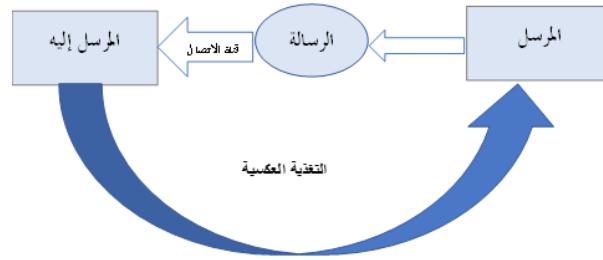 المرسل
الرسالة
قناة الاتصال
المرسل إليه
التغذية العكسية